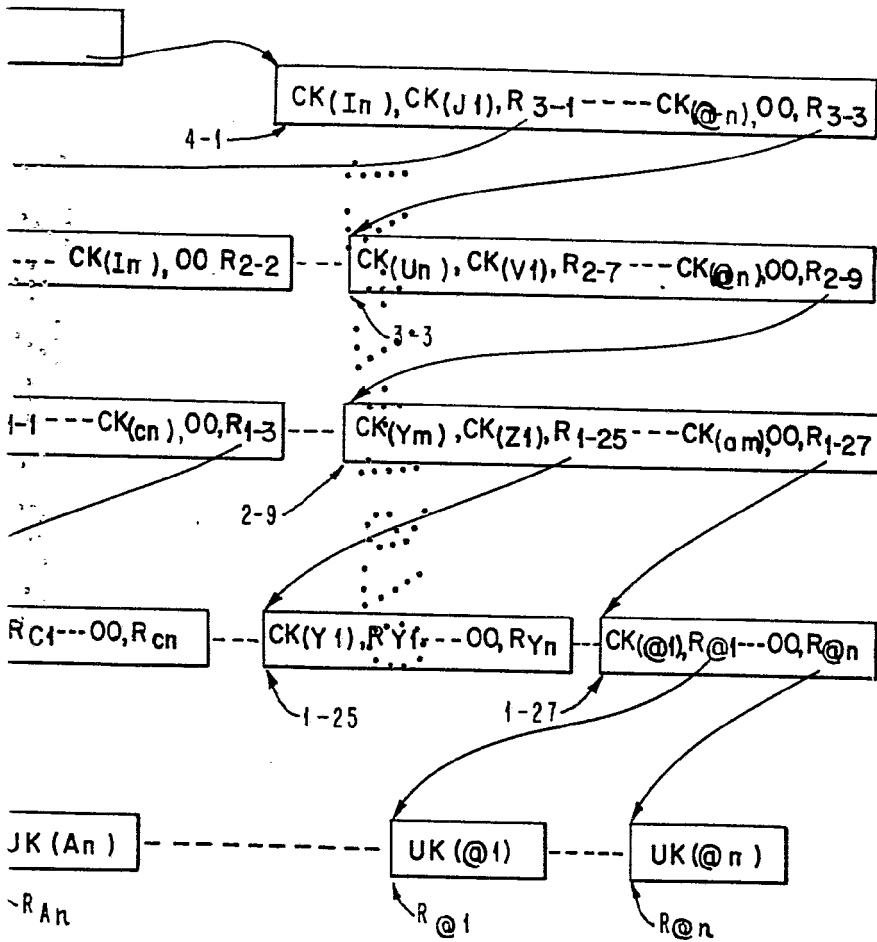 CK(In), CK(J1), R3-1 ---- CK(@n), 00, R3-3
4-1
--- CK(In), 00 R2-2 --- CK(Un), CK(V1), R2-7 ---- CK(@n), 00, R2-9
3-3
1-1 ---- CK(cn), 00, R1-3 --- CK(Ym), CK(Z1), R1-25 --- CK(am), 00, R1-27
2-9
RC1---00, Rcn --- CK(Y1), RY1, ---00, RYn -- CK(@1), R@1---00, R@n
1-25 1-27
UK(An) ------- UK(@1) ---- UK(@n)
RAn R@1 R@n